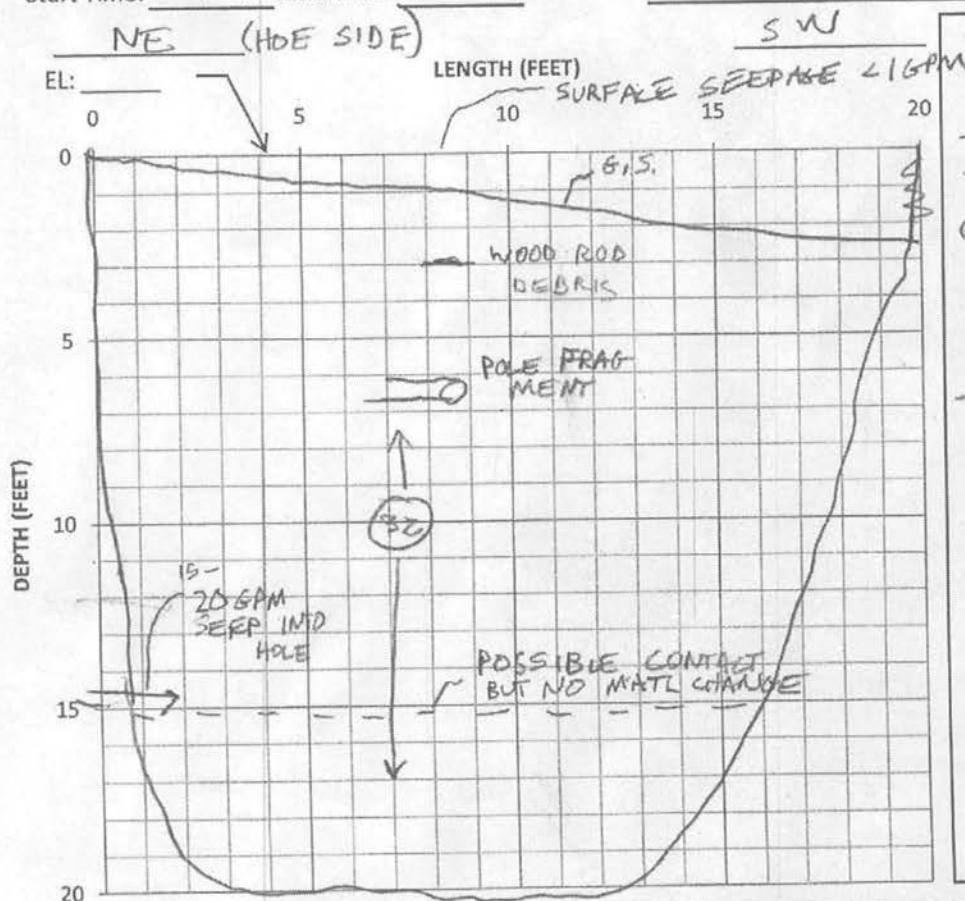 Start Time:
NE (HOE SIDE)
SW
EL:
LENGTH (FEET)
SURFACE SEEPAGE <1GPM
0 5 10 15 20
0
G.S.
WOOD ROD
DEBRIS
5
POLE FRAG
MENT
DEPTH (FEET)
10
15-
20 GPM
SEEP INTO
HOLE
POSSIBLE CONTACT
BUT NO MATL CHANGE
15
20